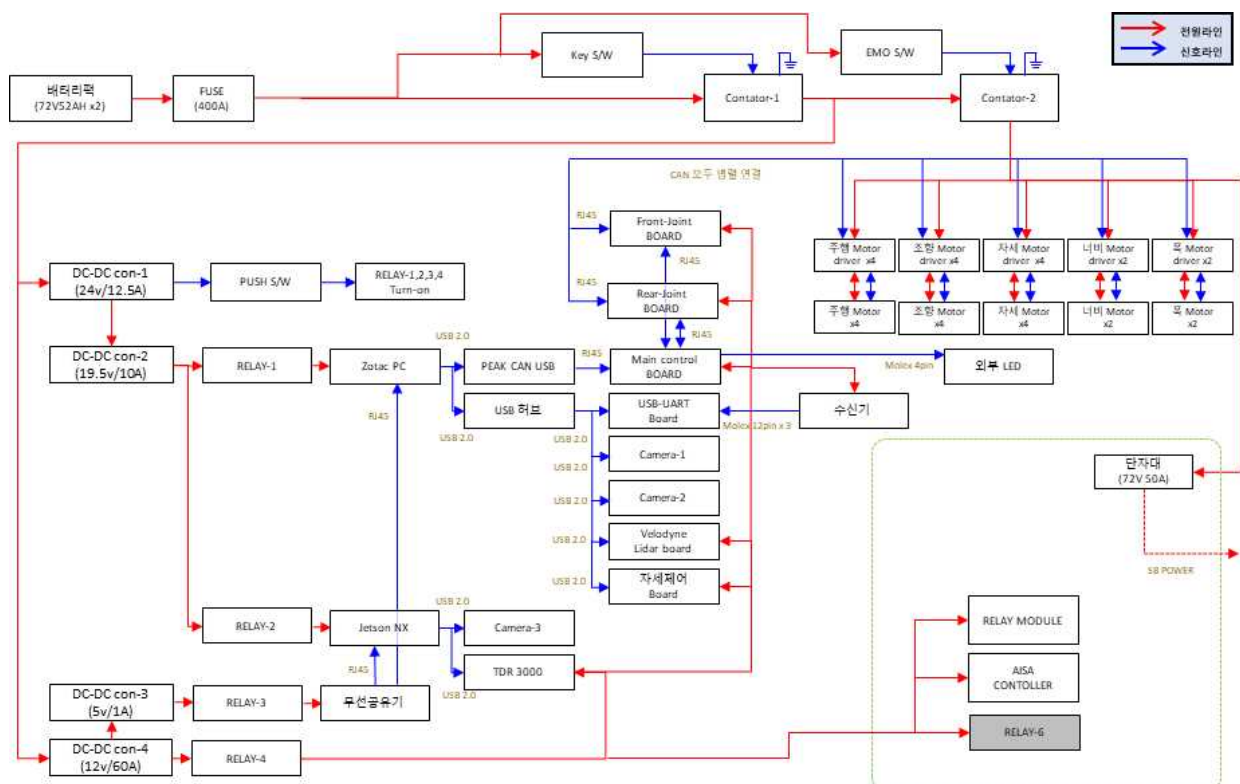 전원라인
신호라인
Key S/W
EMO S/W
배터리팩
(72V52AH x2)
FUSE
(400A)
Contator-1
Contator-2
CAN 모두 병렬 연결
RJ45
Front-Joint
BOARD
RJ45
RJ45
Rear-Joint
BOARD
RJ45
주행 Motor
driver x4
조향 Motor
driver x4
자세 Motor
driver x4
너비 Motor
driver x2
폭 Motor
driver x2
주행 Motor
x4
조향 Motor
x4
자세 Motor
x4
너비 Motor
x2
폭 Motor
x2
DC-DC con-1
(24v/12.5A)
PUSH S/W
RELAY-1,2,3,4
Turn-on
DC-DC con-2
(19.5v/10A)
RELAY-1
Zotac PC
USB 2.0
PEAK CAN USB
RJ45
Main control
BOARD
Molex 4pin
외부 LED
RJ45
USB 허브
USB 2.0
USB-UART
Board
Molex 12pin x 3
수신기
USB 2.0
Camera-1
USB 2.0
USB 2.0
Camera-2
USB 2.0
Velodyne
Lidar board
USB 2.0
자세제어
Board
단자대
(72V 50A)
SB POWER
RELAY-2
Jetson NX
USB 2.0
Camera-3
RJ45
USB 2.0
TDR 3000
RELAY MODULE
AISA
CONTOLLER
RELAY-6
DC-DC con-3
(5v/1A)
RELAY-3
무선공유기
DC-DC con-4
(12v/60A)
RELAY-4